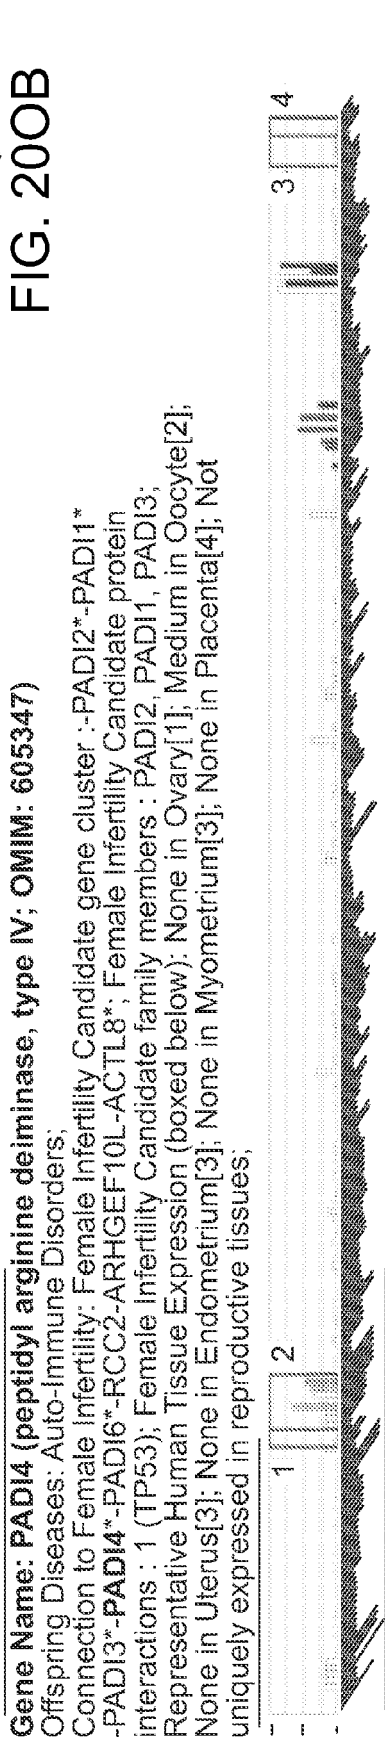 FIG. 200B
Gene Name: PADI4 (peptidyl arginine deiminase, type IV; OMIM: 605347)
Offspring Diseases: Auto-Immune Disorders;
Connection to Female Infertility: Female Infertility Candidate gene cluster :-PADI2*-PADI1*
-PADI3*-PADI4*-PADI6*-RCC2-ARHGEF10L-ACTL8*; Female Infertility Candidate protein
interactions : 1 (TP53); Female Infertility Candidate family members : PADI2, PADI1, PADI3;
Representative Human Tissue Expression (boxed below): None in Ovary[1]; Medium in Oocyte[2];
None in Uterus[3]; None in Endometrium[3]; None in Myometrium[3]; None in Placenta[4]; Not
uniquely expressed in reproductive tissues;
1 2 3 4